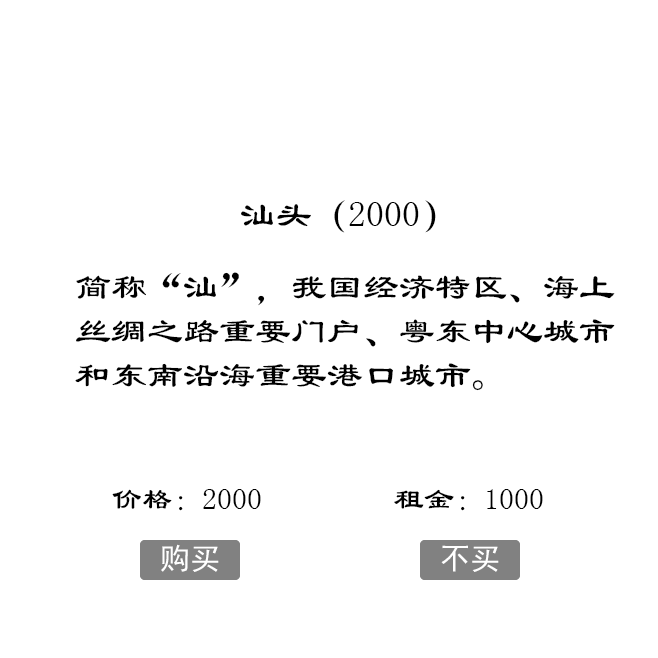 汕头（2000）
简称“汕”，我国经济特区、海上
丝绸之路重要门户、粤东中心城市
和东南沿海重要港口城市。
价格：2000 租金：1000
购买 不买